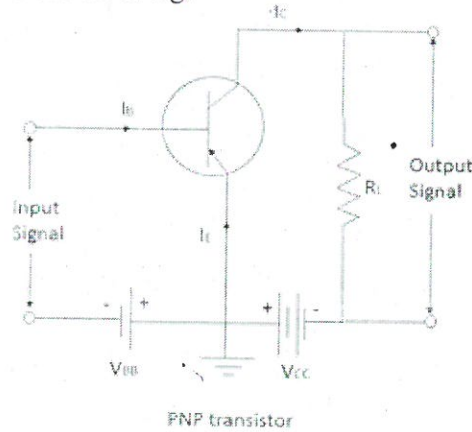 IC
IB
RL
Output
Signal
Input
Signal
IE
- +
+ -
VBB
VCC
PNP transistor